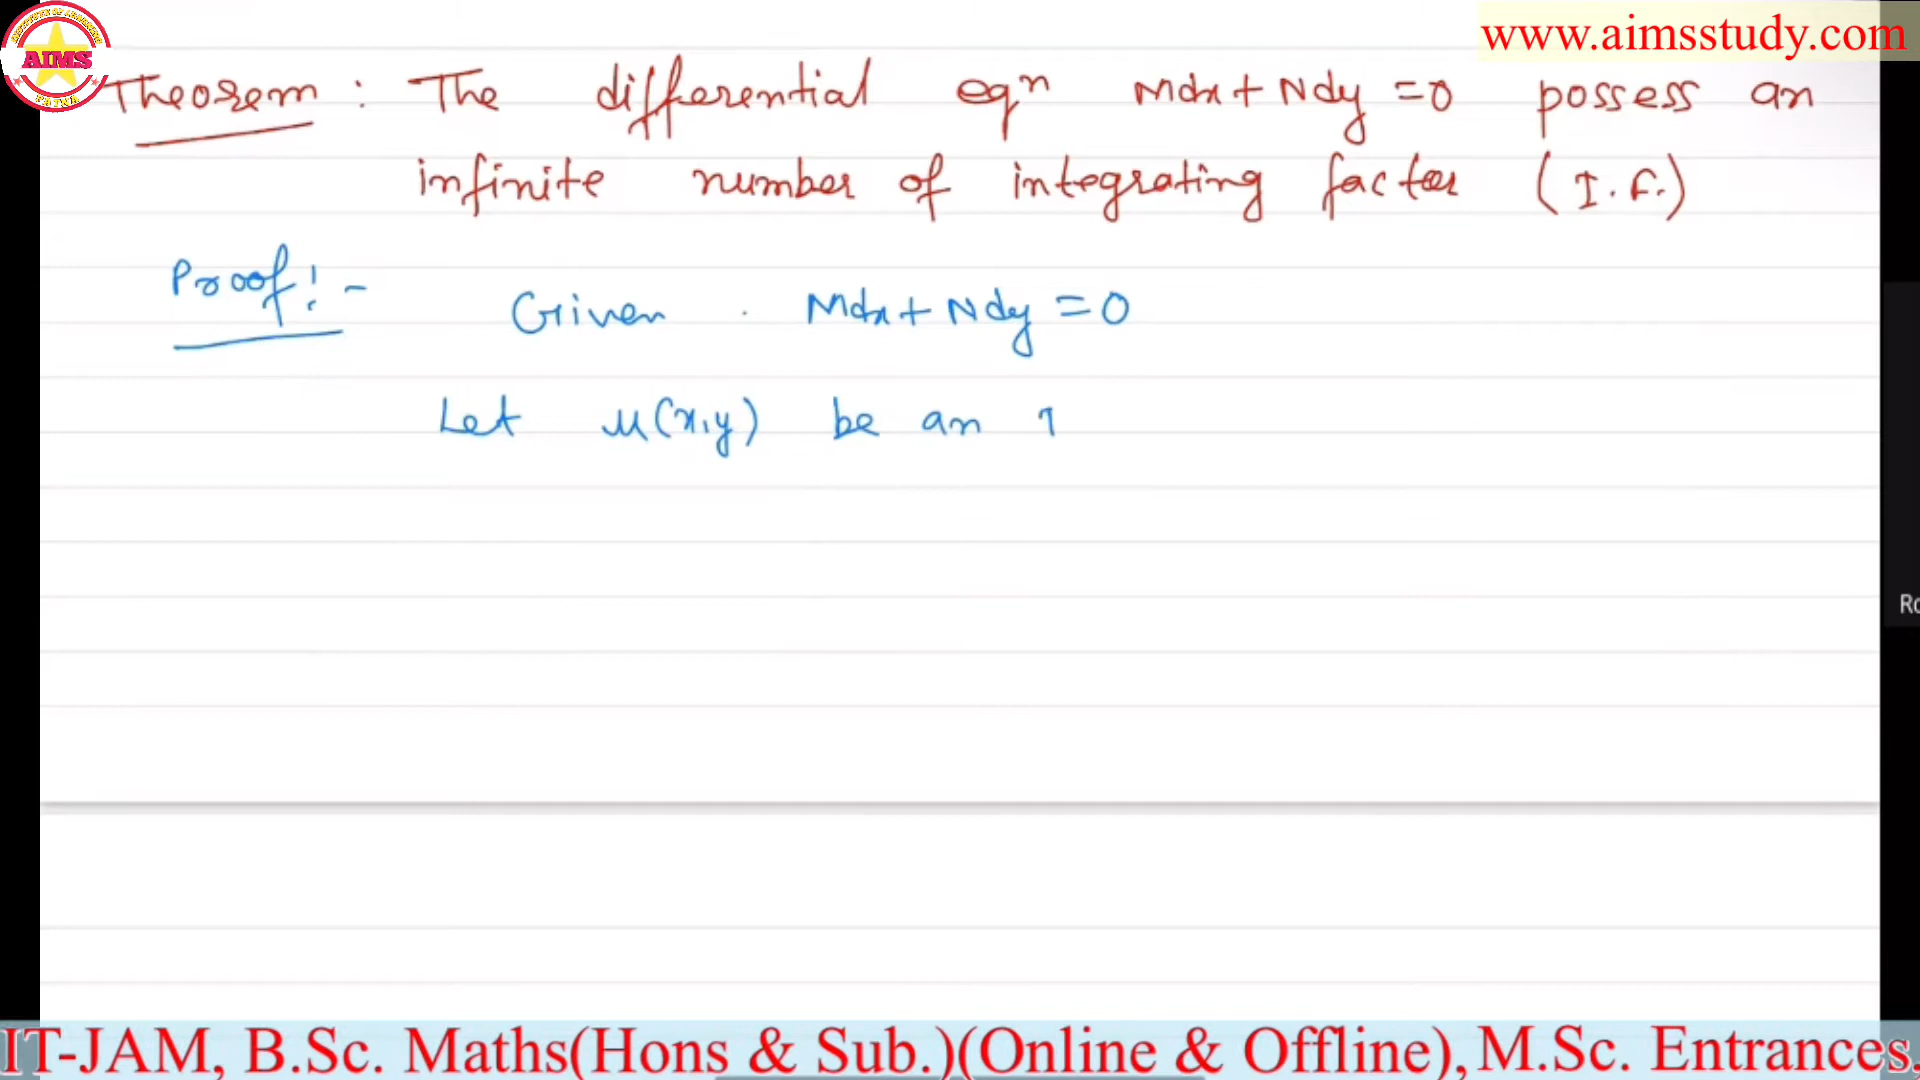 www.aimsstudy.com
AIMS
PATNA
Theorem : The differential eqⁿ Mdx + Ndy = 0 possess an
infinite number of integrating factor (I.F.)
Proof :- Given Mdx + Ndy = 0
Let μ(x,y) be an I
Ro
IT-JAM, B.Sc. Maths(Hons & Sub.)(Online & Offline), M.Sc. Entrances,